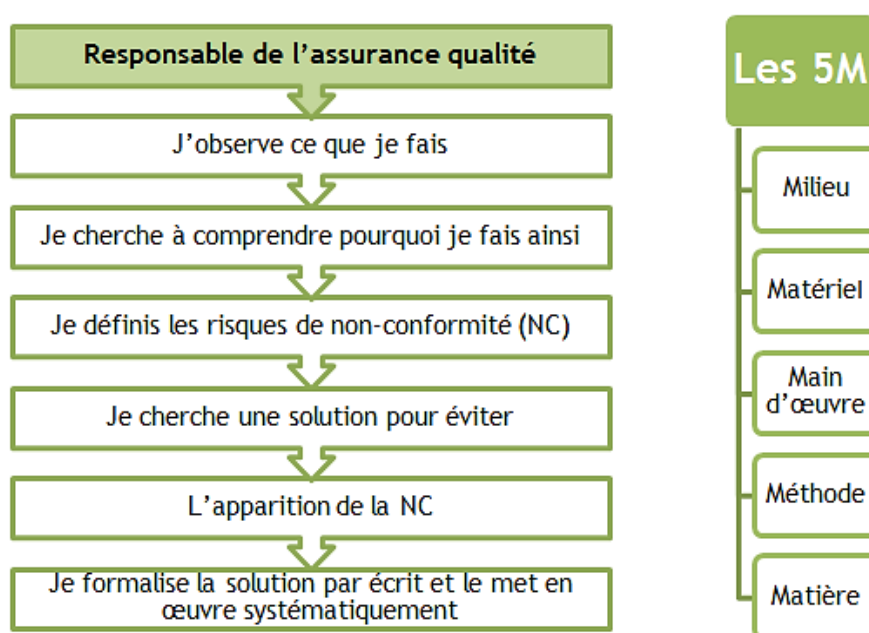 Responsable de l’assurance qualité
J’observe ce que je fais
Je cherche à comprendre pourquoi je fais ainsi
Je définis les risques de non-conformité (NC)
Je cherche une solution pour éviter
L’apparition de la NC
Je formalise la solution par écrit et le met en
œuvre systématiquement
Les 5M
Milieu
Matériel
Main
d’œuvre
Méthode
Matière